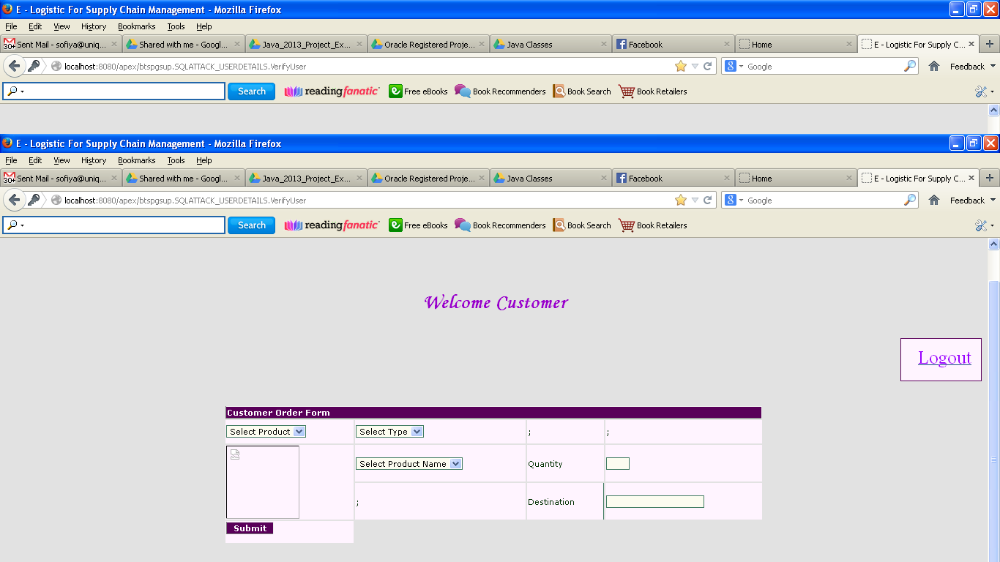 E - Logistic For Supply Chain Management - Mozilla Firefox
File Edit View History Bookmarks Tools Help
30+ Sent Mail - sofiya@uniq... Shared with me - Googl... Java_2013_Project_Ex... Oracle Registered Proje... Java Classes Facebook Home E - Logistic For Supply C...
localhost:8080/apex/btspgsup.SQLATTACK_USERDETAILS.VerifyUser Google Feedback
Search readingfanatic Free eBooks Book Recommenders Book Search Book Retailers
E - Logistic For Supply Chain Management - Mozilla Firefox
File Edit View History Bookmarks Tools Help
30+ Sent Mail - sofiya@uniq... Shared with me - Googl... Java_2013_Project_Ex... Oracle Registered Proje... Java Classes Facebook Home E - Logistic For Supply C...
localhost:8080/apex/btspgsup.SQLATTACK_USERDETAILS.VerifyUser Google Feedback
Search readingfanatic Free eBooks Book Recommenders Book Search Book Retailers
Welcome Customer
Logout
Customer Order Form
Select Product Select Type ; ;
Select Product Name Quantity
; Destination
Submit